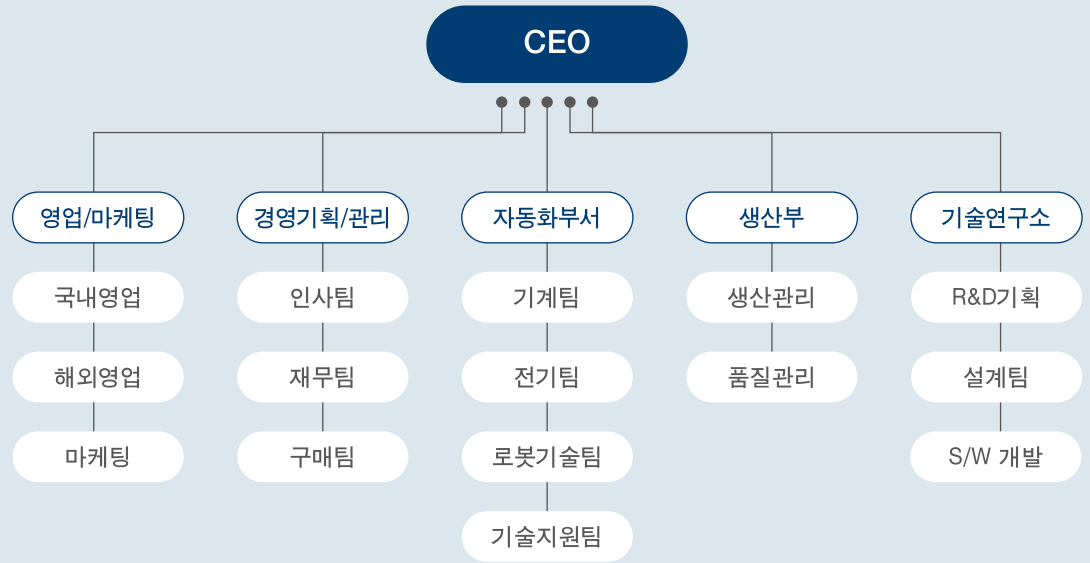 CEO
영업/마케팅
국내영업
해외영업
마케팅
경영기획/관리
인사팀
재무팀
구매팀
자동화부서
기계팀
전기팀
로봇기술팀
기술지원팀
생산부
생산관리
품질관리
기술연구소
R&D기획
설계팀
S/W 개발